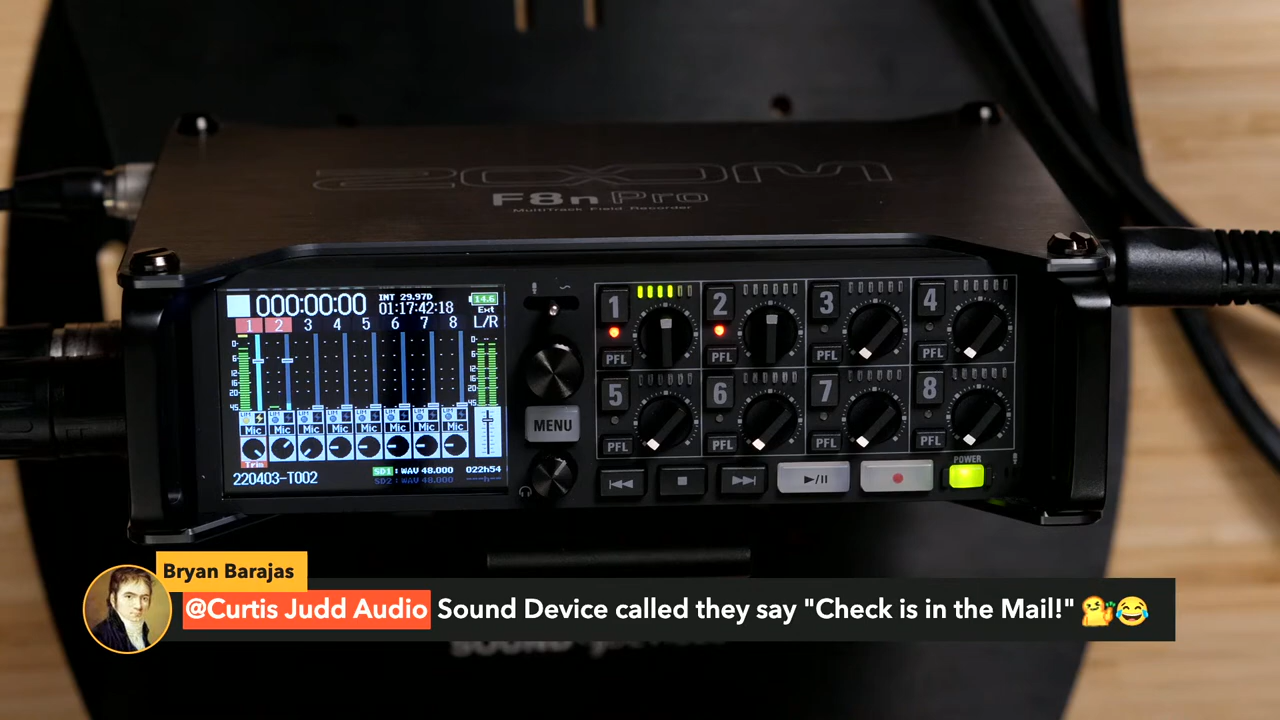 ZOOM
F8n Pro
MultiTrack Field Recorder
000:00:00
INT 29.97D
01:17:42:18
14.6
Ext
1 2 3 4 5 6 7 8 L/R
Mic Mic Mic Mic Mic Mic Mic Mic
Trim
220403-T002
SD1: WAV 48.000
SD2: WAV 48.000
022h54
MENU
1 2 3 4
PFL PFL PFL PFL
5 6 7 8
PFL PFL PFL PFL
POWER
Bryan Barajas
@Curtis Judd Audio Sound Device called they say "Check is in the Mail!" 🫣😂